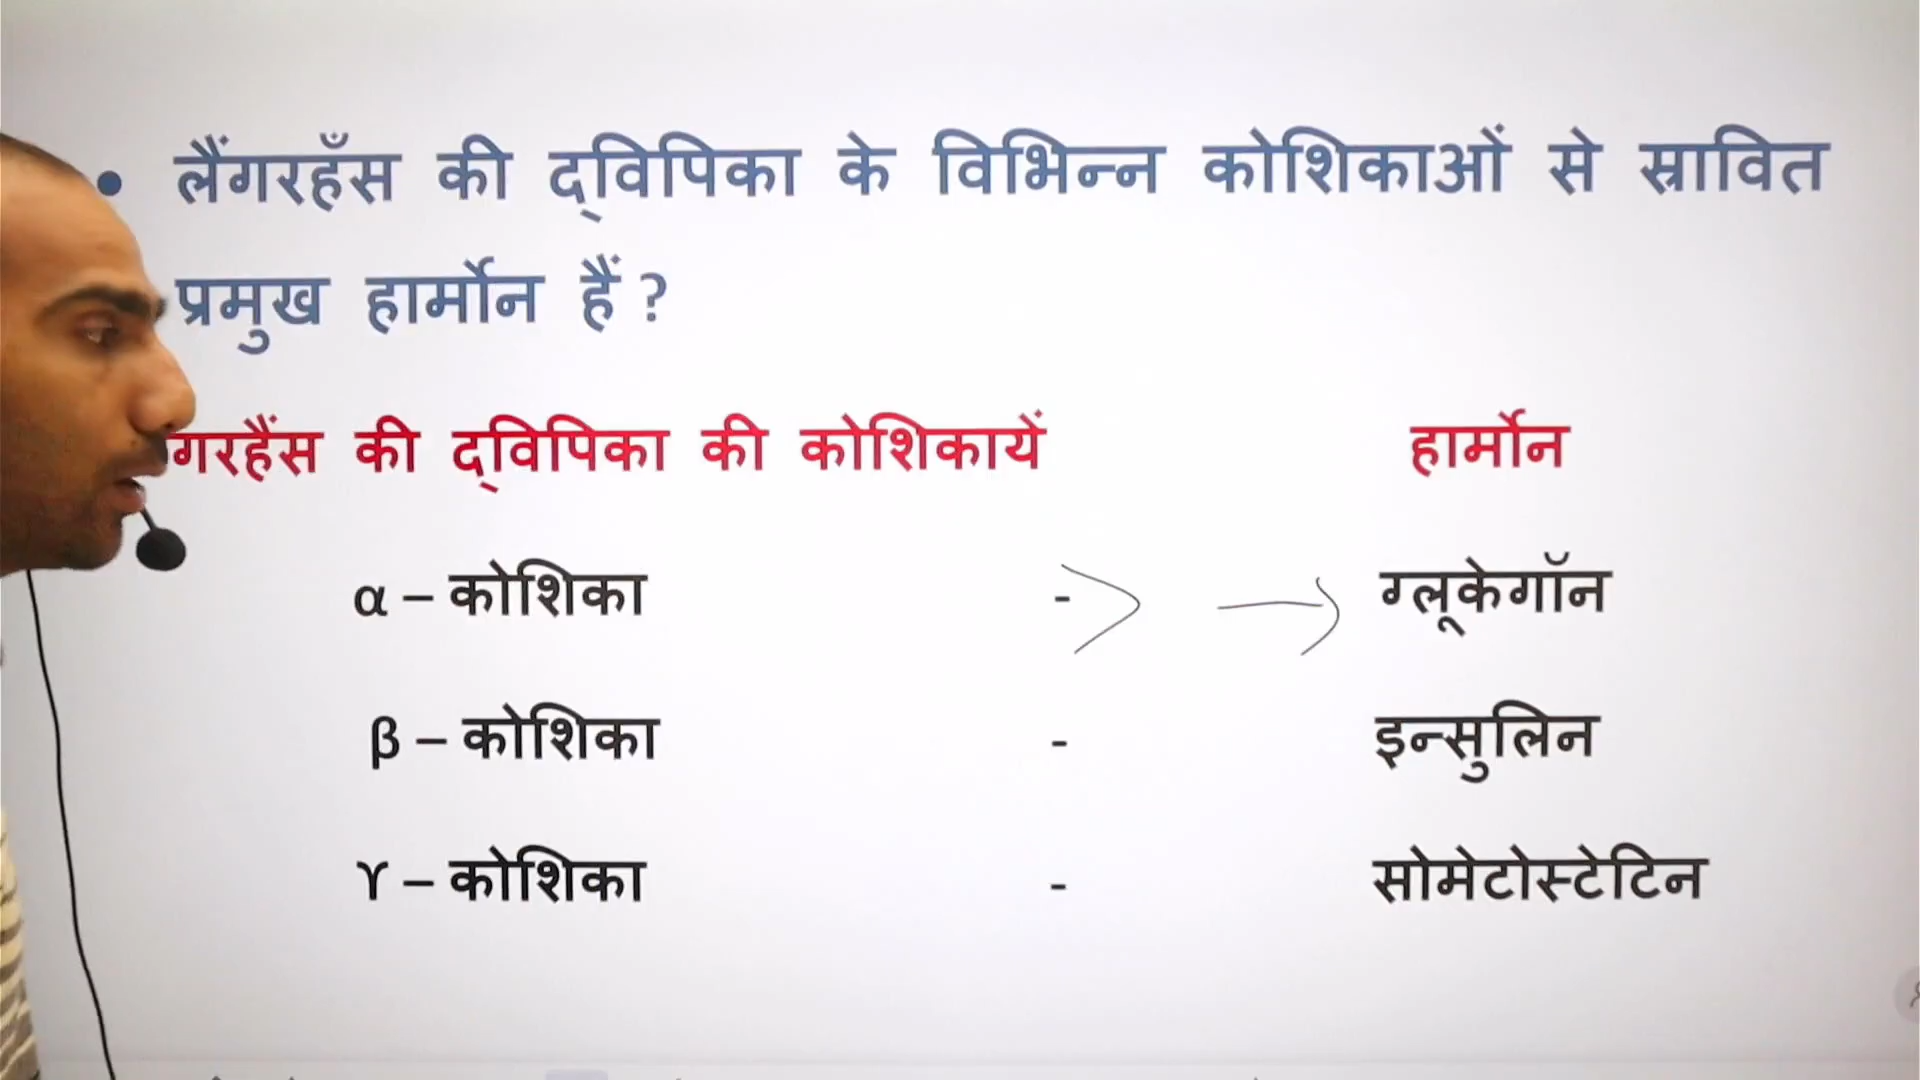 • लैंगरहँस की द्विपिका के विभिन्न कोशिकाओं से स्रावित
प्रमुख हार्मोन हैं ?
गरहैंस की द्विपिका की कोशिकायें हार्मोन
α – कोशिका - ग्लूकेगॉन
β – कोशिका - इन्सुलिन
ϒ – कोशिका - सोमेटोस्टेटिन